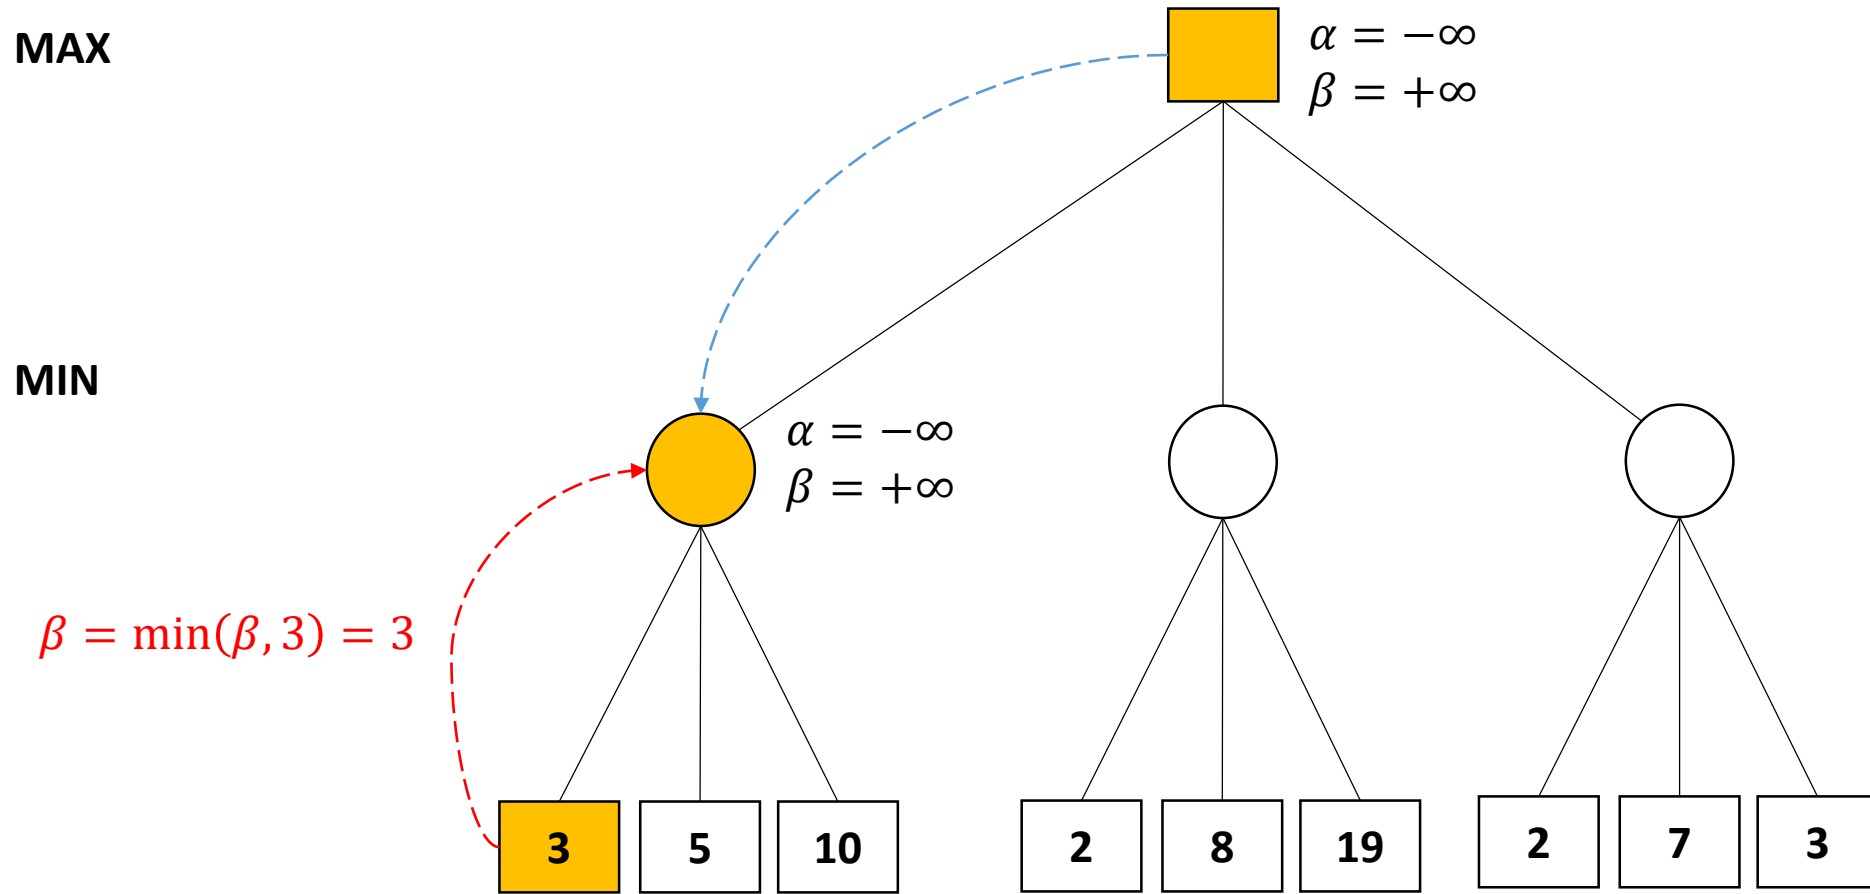 MAX
α = −∞
β = +∞
MIN
α = −∞
β = +∞
β = min(β, 3) = 3
3 5 10 2 8 19 2 7 3